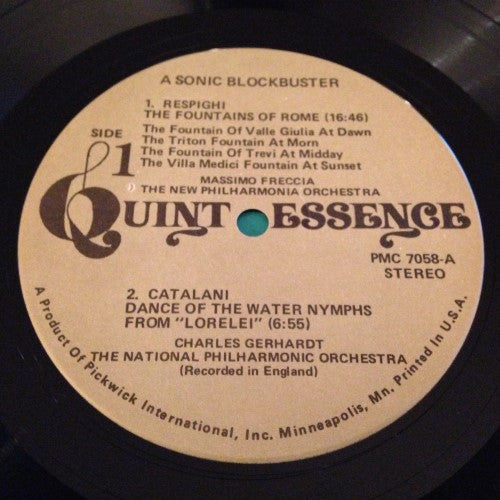 A SONIC BLOCKBUSTER
1. RESPIGHI
THE FOUNTAINS OF ROME (16:46)
SIDE 1
The Fountain Of Valle Giulia At Dawn
The Triton Fountain At Morn
The Fountain Of Trevi At Midday
The Villa Medici Fountain At Sunset
MASSIMO FRECCIA
THE NEW PHILHARMONIA ORCHESTRA
QUINTESSENCE
PMC 7058-A
STEREO
2. CATALANI
DANCE OF THE WATER NYMPHS
FROM "LORELEI" (6:55)
CHARLES GERHARDT
THE NATIONAL PHILHARMONIC ORCHESTRA
(Recorded in England)
A Product Of Pickwick International, Inc. Minneapolis, Mn. Printed In U.S.A.